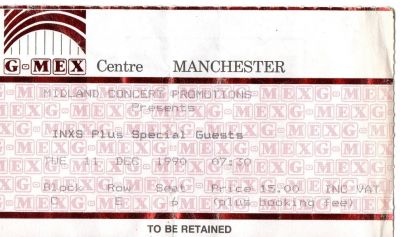 G-MEX Centre MANCHESTER
MIDLAND CONCERT PROMOTIONS
Presents
INXS Plus Special Guests
TUE 11 DEC 1990 07:30
Block Row Seat Price 15.00 INC VAT
E 6 (plus booking fee)
TO BE RETAINED